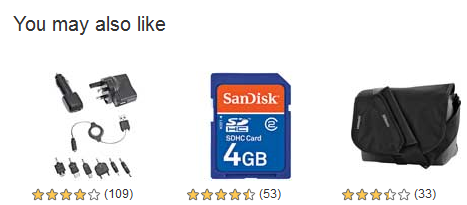 You may also like
SanDisk
SDHC Card
4GB
(109)
(53)
(33)